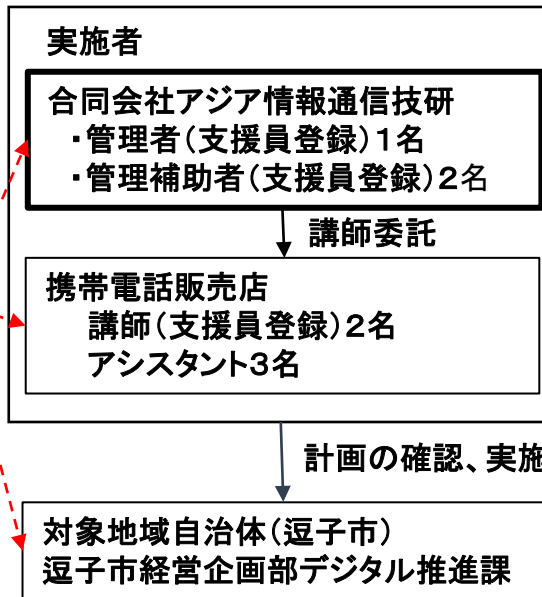 実施者
合同会社アジア情報通信技研
・管理者(支援員登録)1名
・管理補助者(支援員登録)2名
講師委託
携帯電話販売店
講師(支援員登録)2名
アシスタント3名
計画の確認、実施
対象地域自治体(逗子市)
逗子市経営企画部デジタル推進課